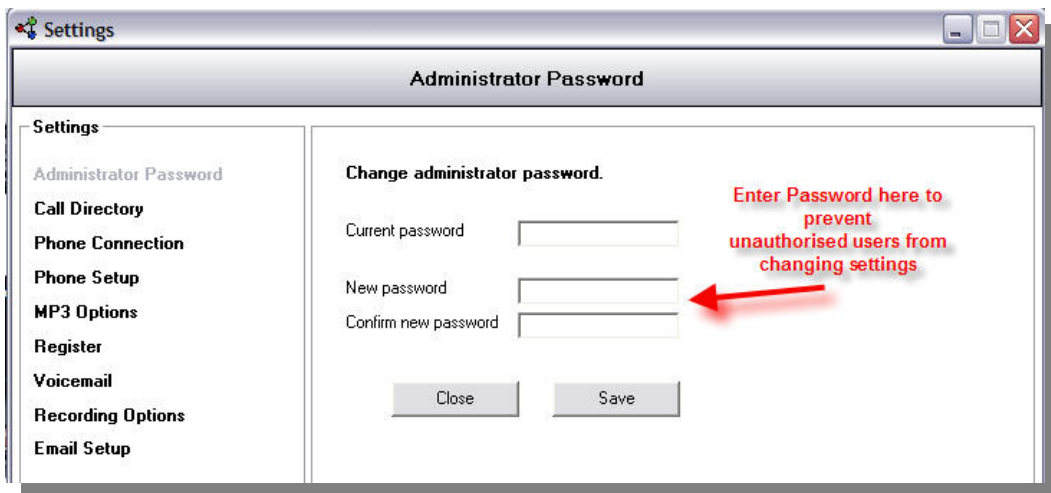 Settings
Administrator Password
Settings
Administrator Password
Call Directory
Phone Connection
Phone Setup
MP3 Options
Register
Voicemail
Recording Options
Email Setup
Change administrator password.
Current password
New password
Confirm new password
Close
Save
Enter Password here to
prevent
unauthorised users from
changing settings